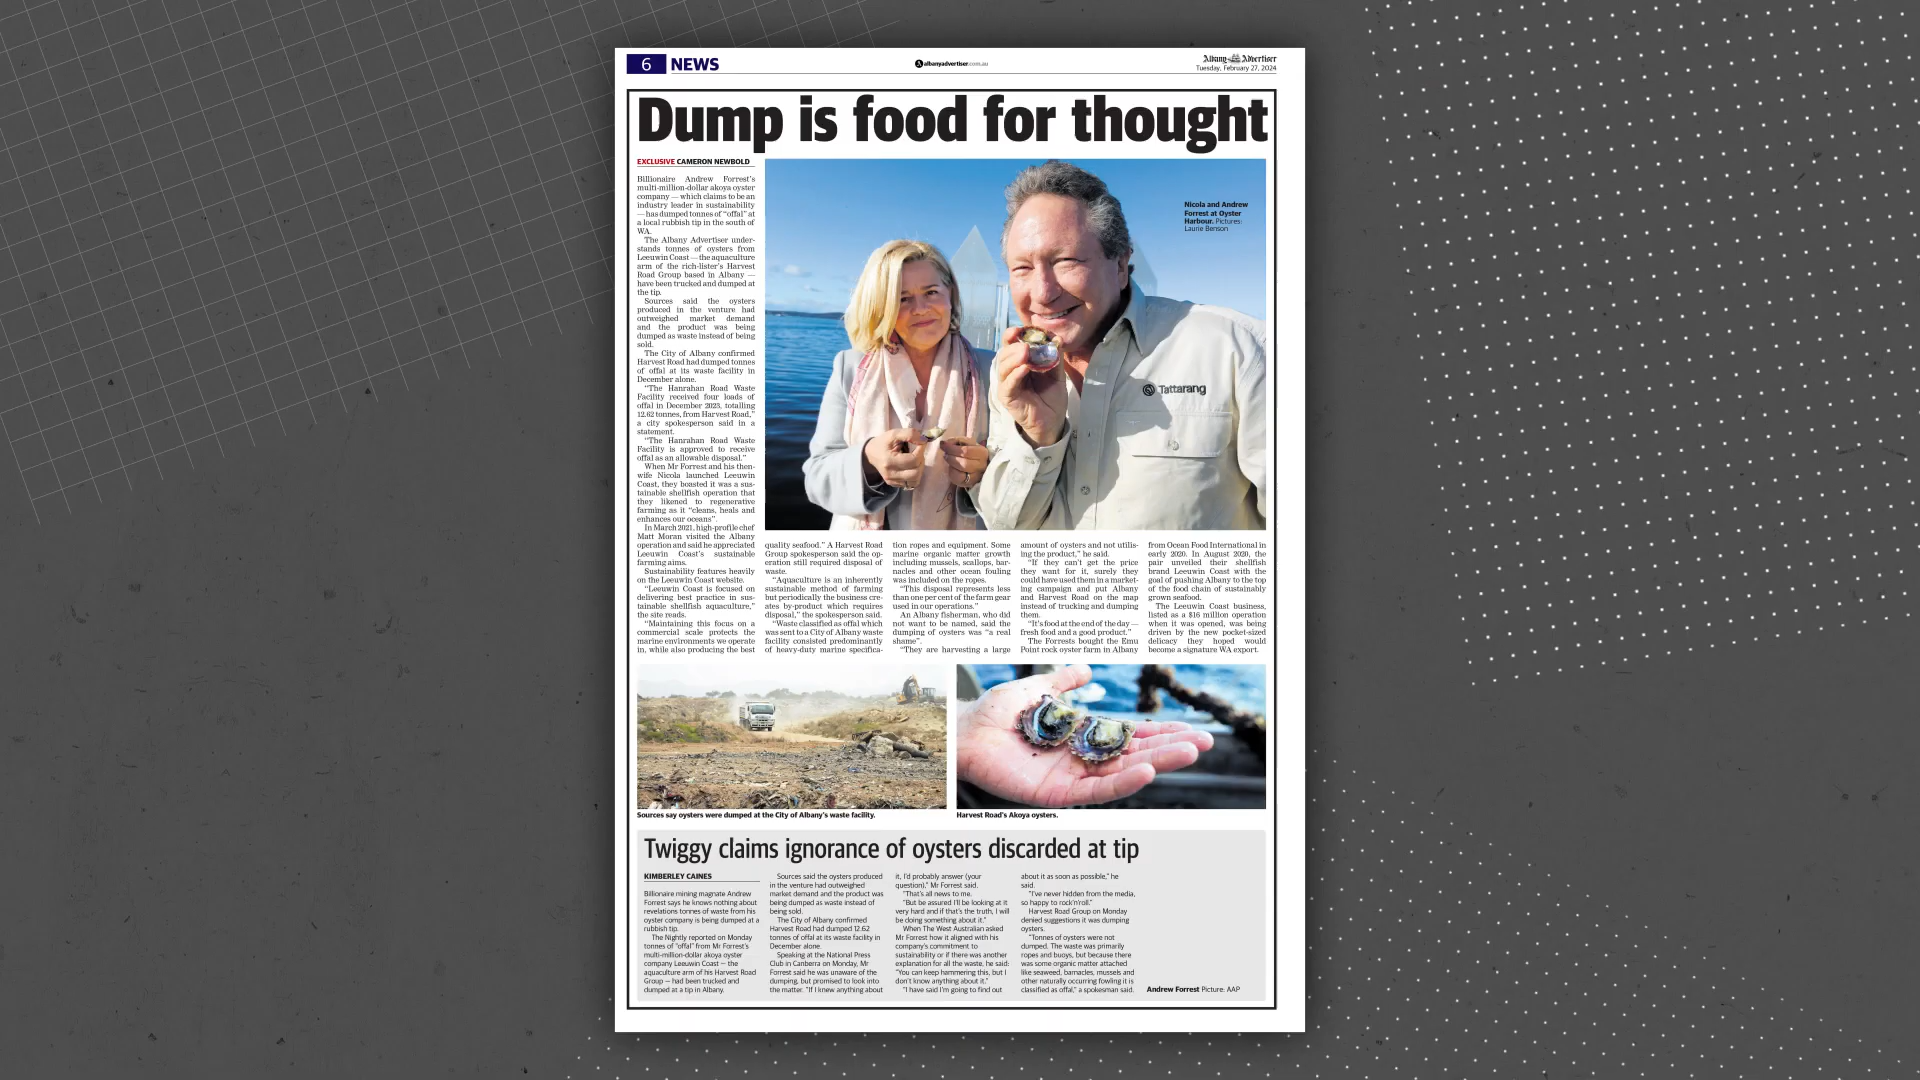 6 NEWS
albanyadvertiser.com.au
Albany Advertiser
Tuesday, February 27, 2024
Dump is food for thought
EXCLUSIVE CAMERON NEWBOLD
Billionaire Andrew Forrest's
multi-million-dollar akoya oyster
company — which claims to be an
industry leader in sustainability
— has dumped tonnes of "offal" at
a local rubbish tip in the south of
WA.
The Albany Advertiser under-
stands tonnes of oysters from
Leeuwin Coast — the aquaculture
arm of the rich-lister's Harvest
Road Group based in Albany —
have been trucked and dumped at
the tip.
Sources said the oysters
produced in the venture had
outweighed market demand
and the product was being
dumped as waste instead of being
sold.
The City of Albany confirmed
Harvest Road had dumped tonnes
of offal at its waste facility in
December alone.
"The Hanrahan Road Waste
Facility received four loads of
offal in December 2023, totalling
12.62 tonnes, from Harvest Road,"
a city spokesperson said in a
statement.
"The Hanrahan Road Waste
Facility is approved to receive
offal as an allowable disposal."
When Mr Forrest and his then-
wife Nicola launched Leeuwin
Coast, they boasted it was a sus-
tainable shellfish operation that
they likened to regenerative
farming as it "cleans, heals and
enhances our oceans".
In March 2021, high-profile chef
Matt Moran visited the Albany
operation and said he appreciated
Leeuwin Coast's sustainable
farming aims.
Sustainability features heavily
on the Leeuwin Coast website.
"Leeuwin Coast is focused on
delivering best practice in sus-
tainable shellfish aquaculture,"
the site reads.
"Maintaining this focus on a
commercial scale protects the
marine environments we operate
in, while also producing the best
Nicola and Andrew
Forrest at Oyster
Harbour. Pictures:
Laurie Benson
Tattarang
quality seafood." A Harvest Road
Group spokesperson said the op-
eration still required disposal of
waste.
"Aquaculture is an inherently
sustainable method of farming
but periodically the business cre-
ates by-product which requires
disposal," the spokesperson said.
"Waste classified as offal which
was sent to a City of Albany waste
facility consisted predominantly
of heavy-duty marine specifica-
tion ropes and equipment. Some
marine organic matter growth
including mussels, scallops, bar-
nacles and other ocean fouling
was included on the ropes.
"This disposal represents less
than one per cent of the farm gear
used in our operations."
An Albany fisherman, who did
not want to be named, said the
dumping of oysters was "a real
shame".
"They are harvesting a large
amount of oysters and not utilis-
ing the product," he said.
"If they can't get the price
they want for it, surely they
could have used them in a market-
ing campaign and put Albany
and Harvest Road on the map
instead of trucking and dumping
them.
"It's food at the end of the day —
fresh food and a good product."
The Forrests bought the Emu
Point rock oyster farm in Albany
from Ocean Food International in
early 2020. In August 2020, the
pair unveiled their shellfish
brand Leeuwin Coast with the
goal of pushing Albany to the top
of the food chain of sustainably
grown seafood.
The Leeuwin Coast business,
listed as a $16 million operation
when it was opened, was being
driven by the new pocket-sized
delicacy they hoped would
become a signature WA export.
Sources say oysters were dumped at the City of Albany's waste facility.
Harvest Road's Akoya oysters.
Twiggy claims ignorance of oysters discarded at tip
KIMBERLEY CAINES
Billionaire mining magnate Andrew
Forrest says he knows nothing about
revelations tonnes of waste from his
oyster company is being dumped at a
rubbish tip.
The Nightly reported on Monday
tonnes of "offal" from Mr Forrest's
multi-million-dollar akoya oyster
company Leeuwin Coast — the
aquaculture arm of his Harvest Road
Group — had been trucked and
dumped at a tip in Albany.
Sources said the oysters produced
in the venture had outweighed
market demand and the product was
being dumped as waste instead of
being sold.
The City of Albany confirmed
Harvest Road had dumped 12.62
tonnes of offal at its waste facility in
December alone.
Speaking at the National Press
Club in Canberra on Monday, Mr
Forrest said he was unaware of the
dumping, but promised to look into
the matter. "If I knew anything about
it, I'd probably answer (your
question)," Mr Forrest said.
"That's all news to me.
"But be assured I'll be looking at it
very hard and if that's the truth, I will
be doing something about it."
When The West Australian asked
Mr Forrest how it aligned with his
company's commitment to
sustainability or if there was another
explanation for all the waste, he said:
"You can keep hammering this, but I
don't know anything about it."
"I have said I'm going to find out
about it as soon as possible," he
said.
"I've never hidden from the media,
so happy to rock'n'roll."
Harvest Road Group on Monday
denied suggestions it was dumping
oysters.
"Tonnes of oysters were not
dumped. The waste was primarily
ropes and buoys, but because there
was some organic matter attached
like seaweed, barnacles, mussels and
other naturally occurring fowling it is
classified as offal," a spokesman said.
Andrew Forrest Picture: AAP